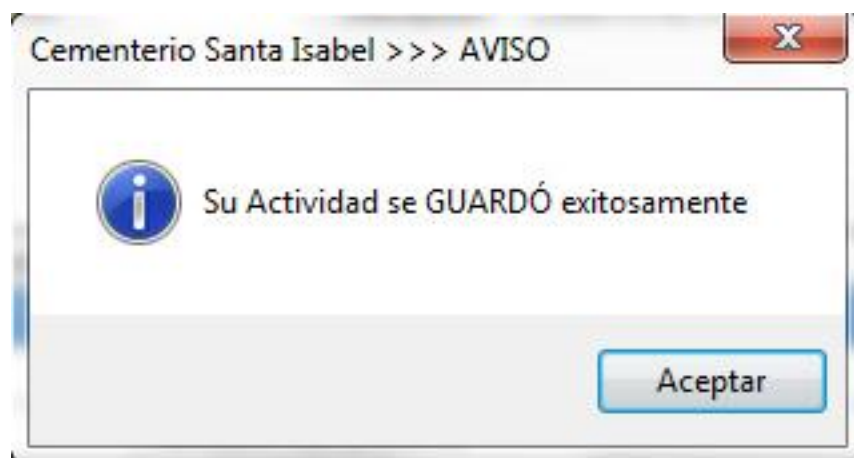 Cementerio Santa Isabel >>> AVISO
Su Actividad se GUARDÓ exitosamente
Aceptar